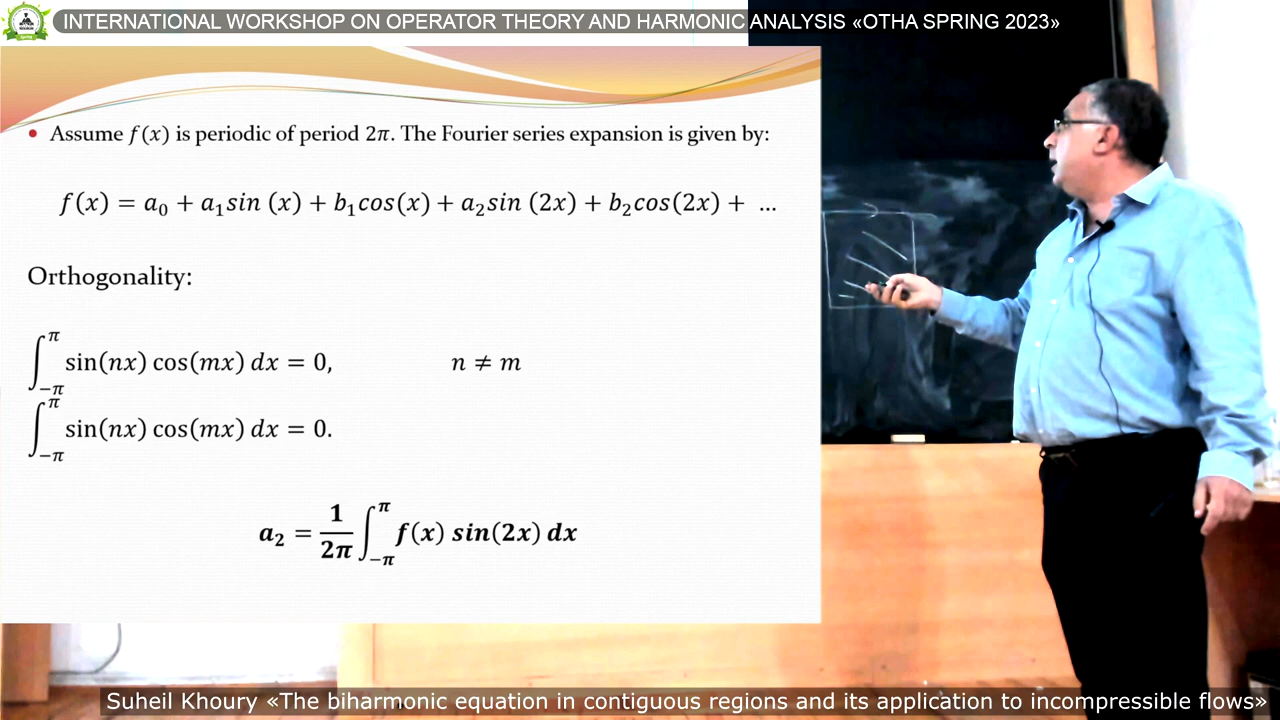 INTERNATIONAL WORKSHOP ON OPERATOR THEORY AND HARMONIC ANALYSIS «OTHA SPRING 2023»
• Assume f(x) is periodic of period 2π. The Fourier series expansion is given by:
f(x) = a₀ + a₁sin (x) + b₁cos(x) + a₂sin (2x) + b₂cos(2x) + ...
Orthogonality:
∫_{−π}^{π} sin(nx) cos(mx) dx = 0, n ≠ m
∫_{−π}^{π} sin(nx) cos(mx) dx = 0.
a₂ = \frac{1}{2π} ∫_{−π}^{π} f(x) sin(2x) dx
Suheil Khoury «The biharmonic equation in contiguous regions and its application to incompressible flows»